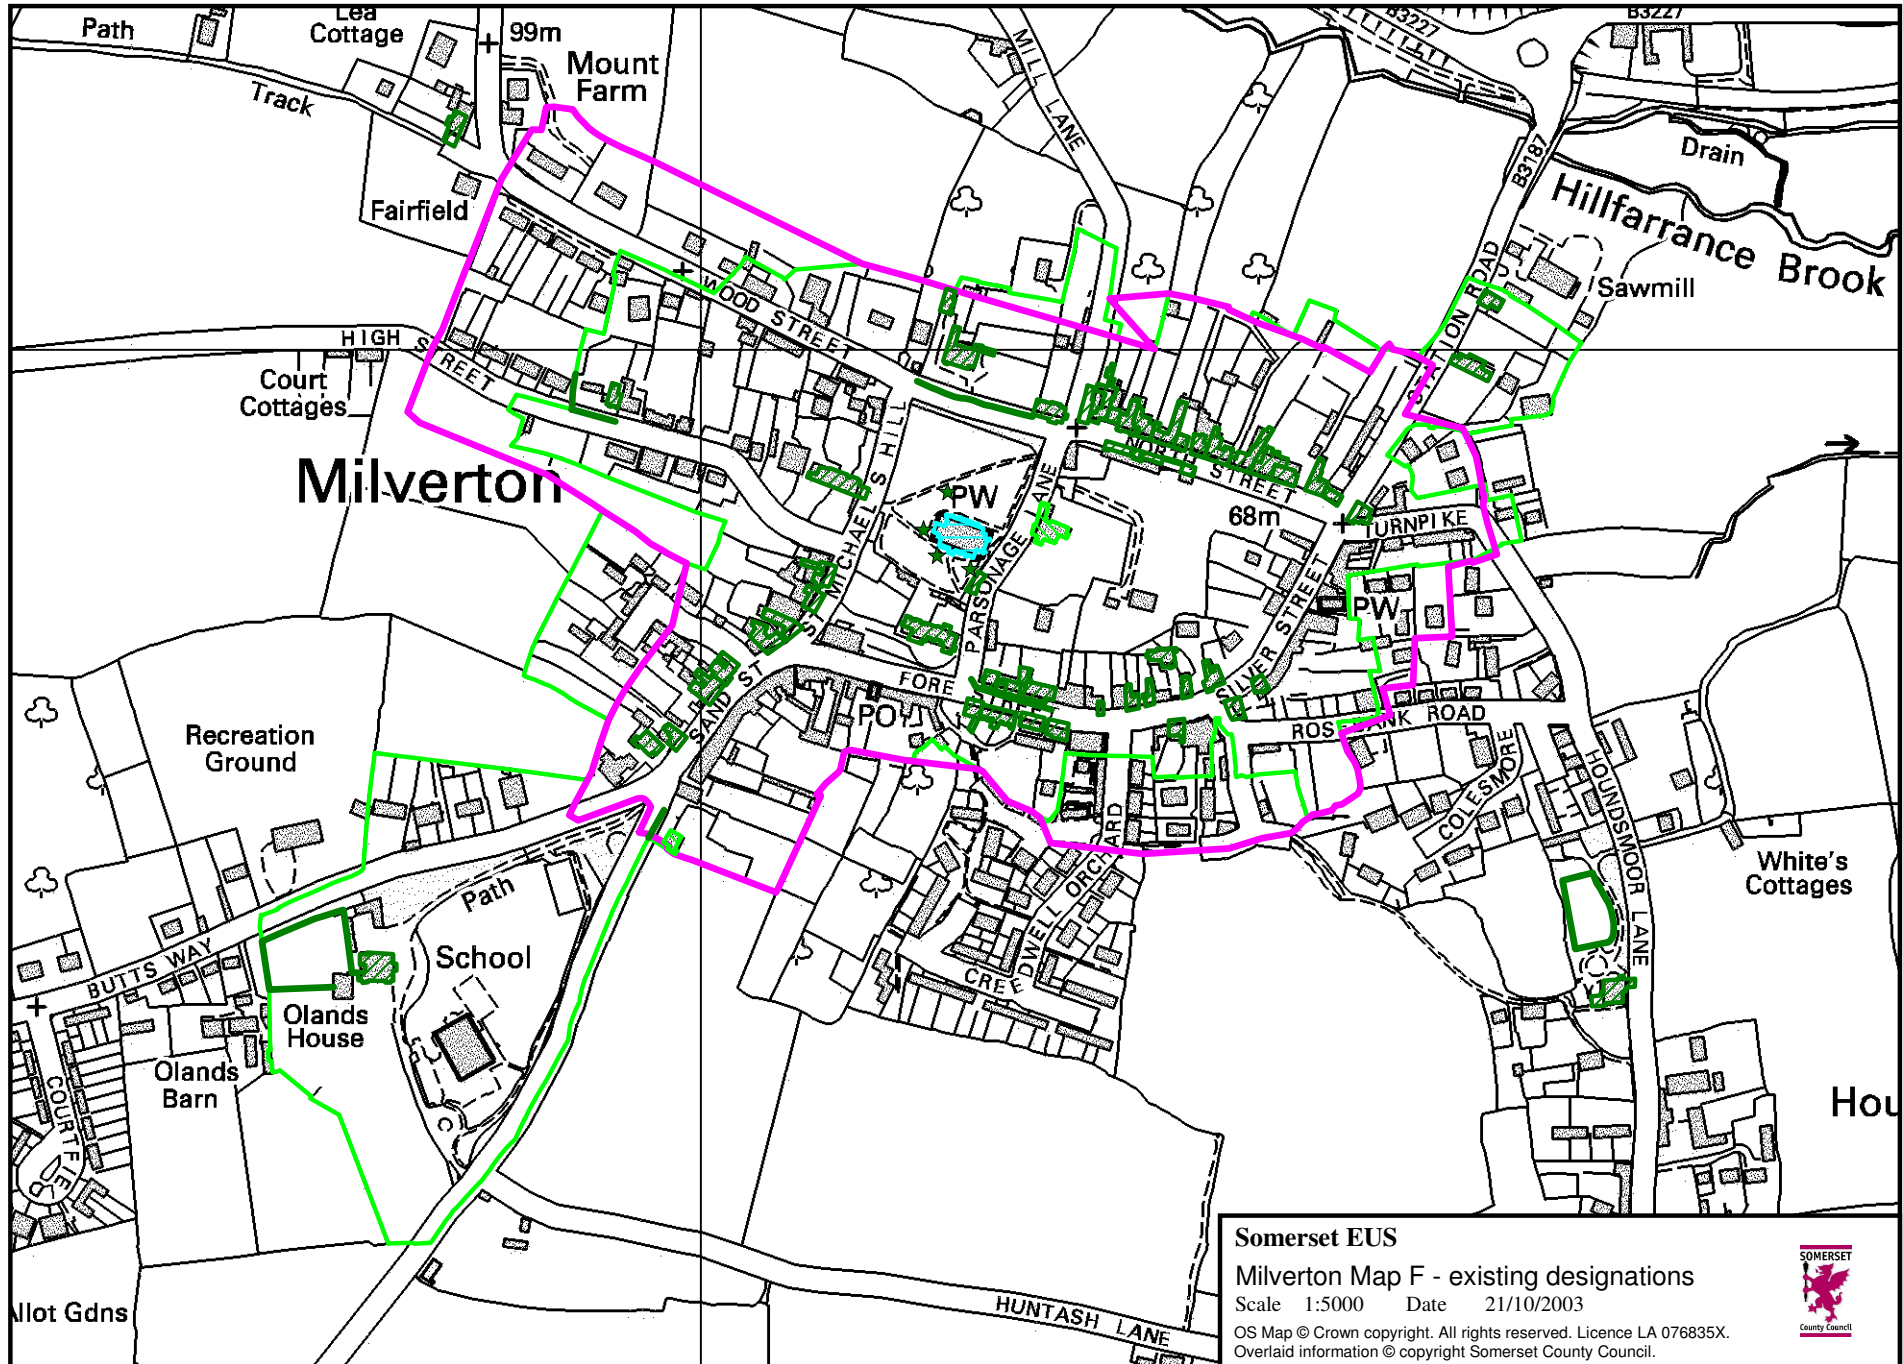 Path
Lea
Cottage
99m
Mount
Farm
Track
Fairfield
MILL LANE
B3227
B3227
B3187
Drain
Hillfarrance Brook
Sawmill
STATION ROAD
WOOD STREET
HIGH STREET
Court
Cottages
Milverton
ST MICHAELS HILL
PW
PARSONAGE LANE
NORTH STREET
68m
TURNPIKE
PW
SILVER STREET
SAND ST
FORE
PO
ROSEBANK ROAD
COLESMORE
HOUNDSMOOR LANE
White's
Cottages
Recreation
Ground
BUTTS WAY
Path
School
Olands
House
Olands
Barn
COURTFIELD
CREEDWELL ORCHARD
Hou
Allot Gdns
HUNTASH LANE
Somerset EUS
Milverton Map F - existing designations
Scale 1:5000 Date 21/10/2003
OS Map © Crown copyright. All rights reserved. Licence LA 076835X.
Overlaid information © copyright Somerset County Council.
SOMERSET
County Council